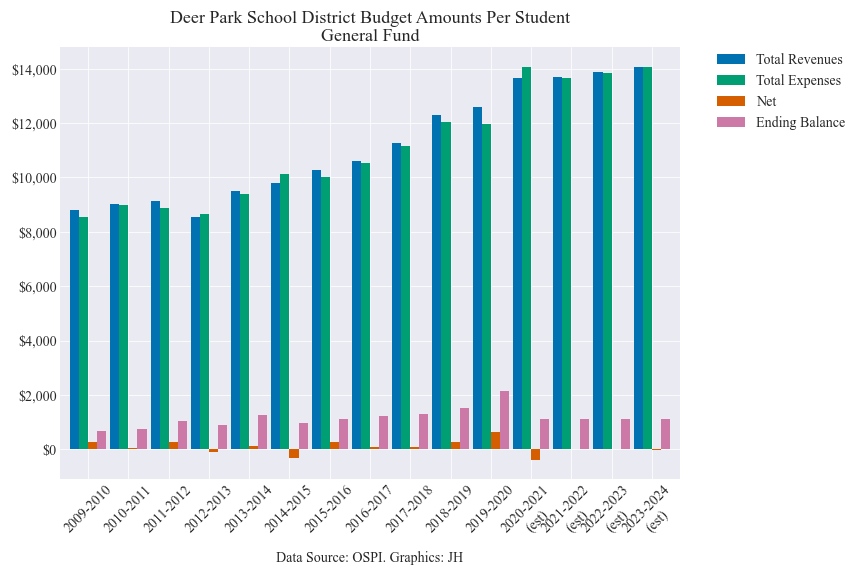 Deer Park School District Budget Amounts Per Student
General Fund
Total Revenues
Total Expenses
Net
Ending Balance
$14,000
$12,000
$10,000
$8,000
$6,000
$4,000
$2,000
$0
2009-2010
2010-2011
2011-2012
2012-2013
2013-2014
2014-2015
2015-2016
2016-2017
2017-2018
2018-2019
2019-2020
2020-2021
(est)
2021-2022
(est)
2022-2023
(est)
2023-2024
(est)
Data Source: OSPI. Graphics: JH